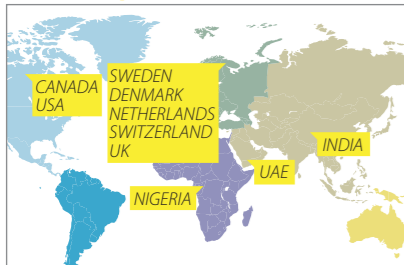 CANADA
USA
SWEDEN
DENMARK
NETHERLANDS
SWITZERLAND
UK
INDIA
UAE
NIGERIA